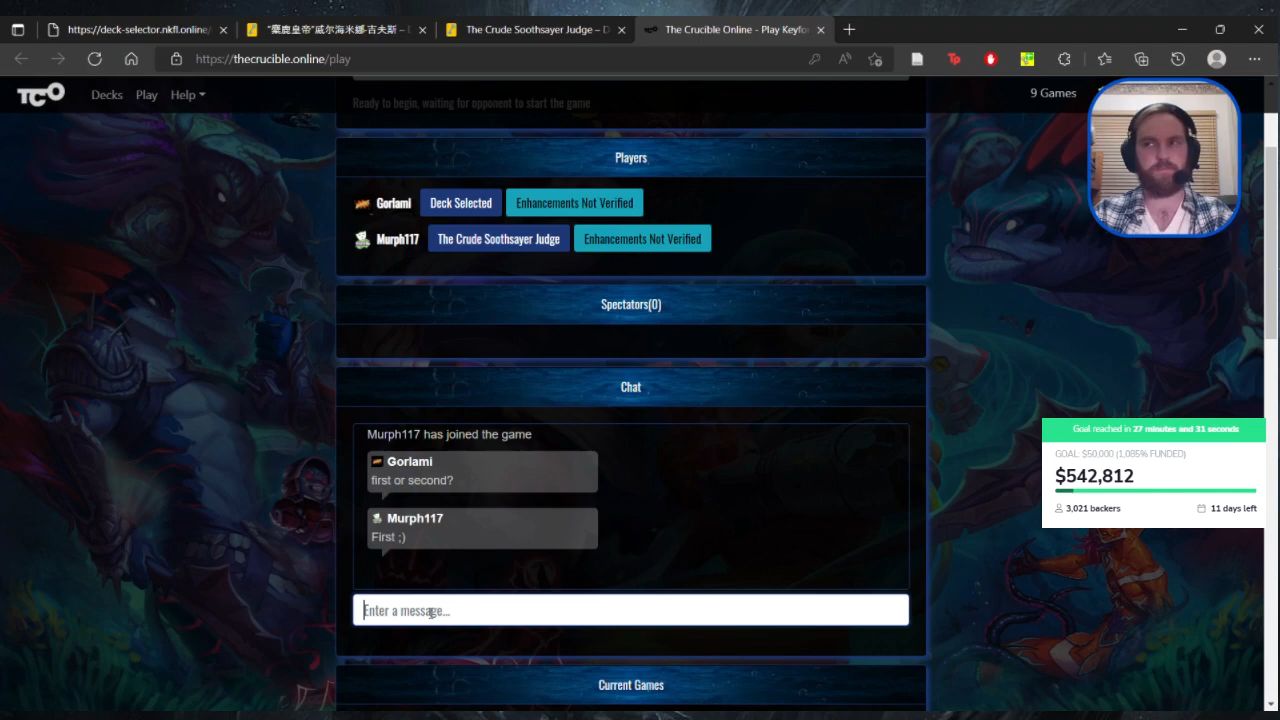 https://deck-selector.nkfl.online/
“麋鹿皇帝”威尔海米娜·吉夫斯 – D
The Crude Soothsayer Judge – D
The Crucible Online - Play Keyfo
https://thecrucible.online/play
TCO
Decks
Play
Help
9 Games
Ready to begin, waiting for opponent to start the game
Players
Gorlami Deck Selected Enhancements Not Verified
Murph117 The Crude Soothsayer Judge Enhancements Not Verified
Spectators(0)
Chat
Murph117 has joined the game
Gorlami
first or second?
Murph117
First ;)
Enter a message...
Current Games
Goal reached in 27 minutes and 31 seconds
GOAL: $50,000 (1,085% FUNDED)
$542,812
3,021 backers
11 days left